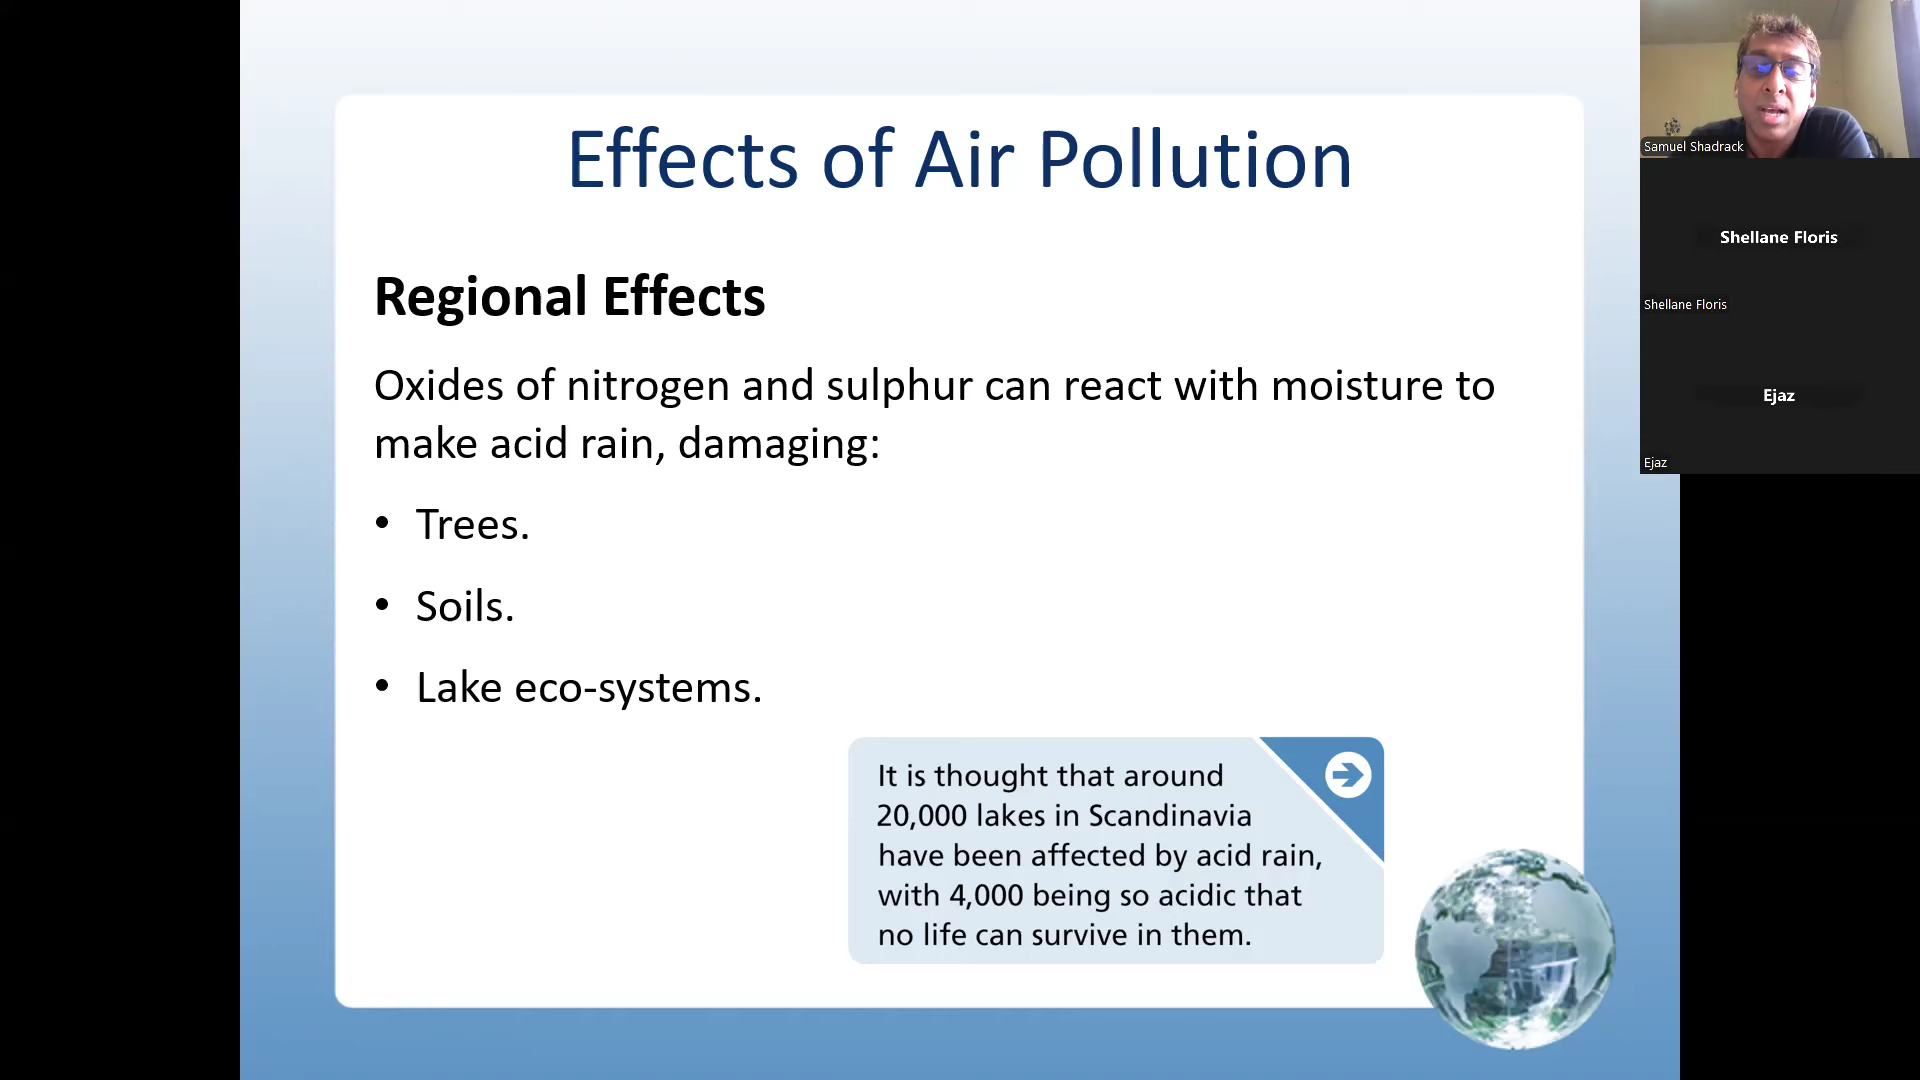 Effects of Air Pollution
Regional Effects
Oxides of nitrogen and sulphur can react with moisture to
make acid rain, damaging:
• Trees.
• Soils.
• Lake eco-systems.
It is thought that around
20,000 lakes in Scandinavia
have been affected by acid rain,
with 4,000 being so acidic that
no life can survive in them.
Samuel Shadrack
Shellane Floris
Shellane Floris
Ejaz
Ejaz